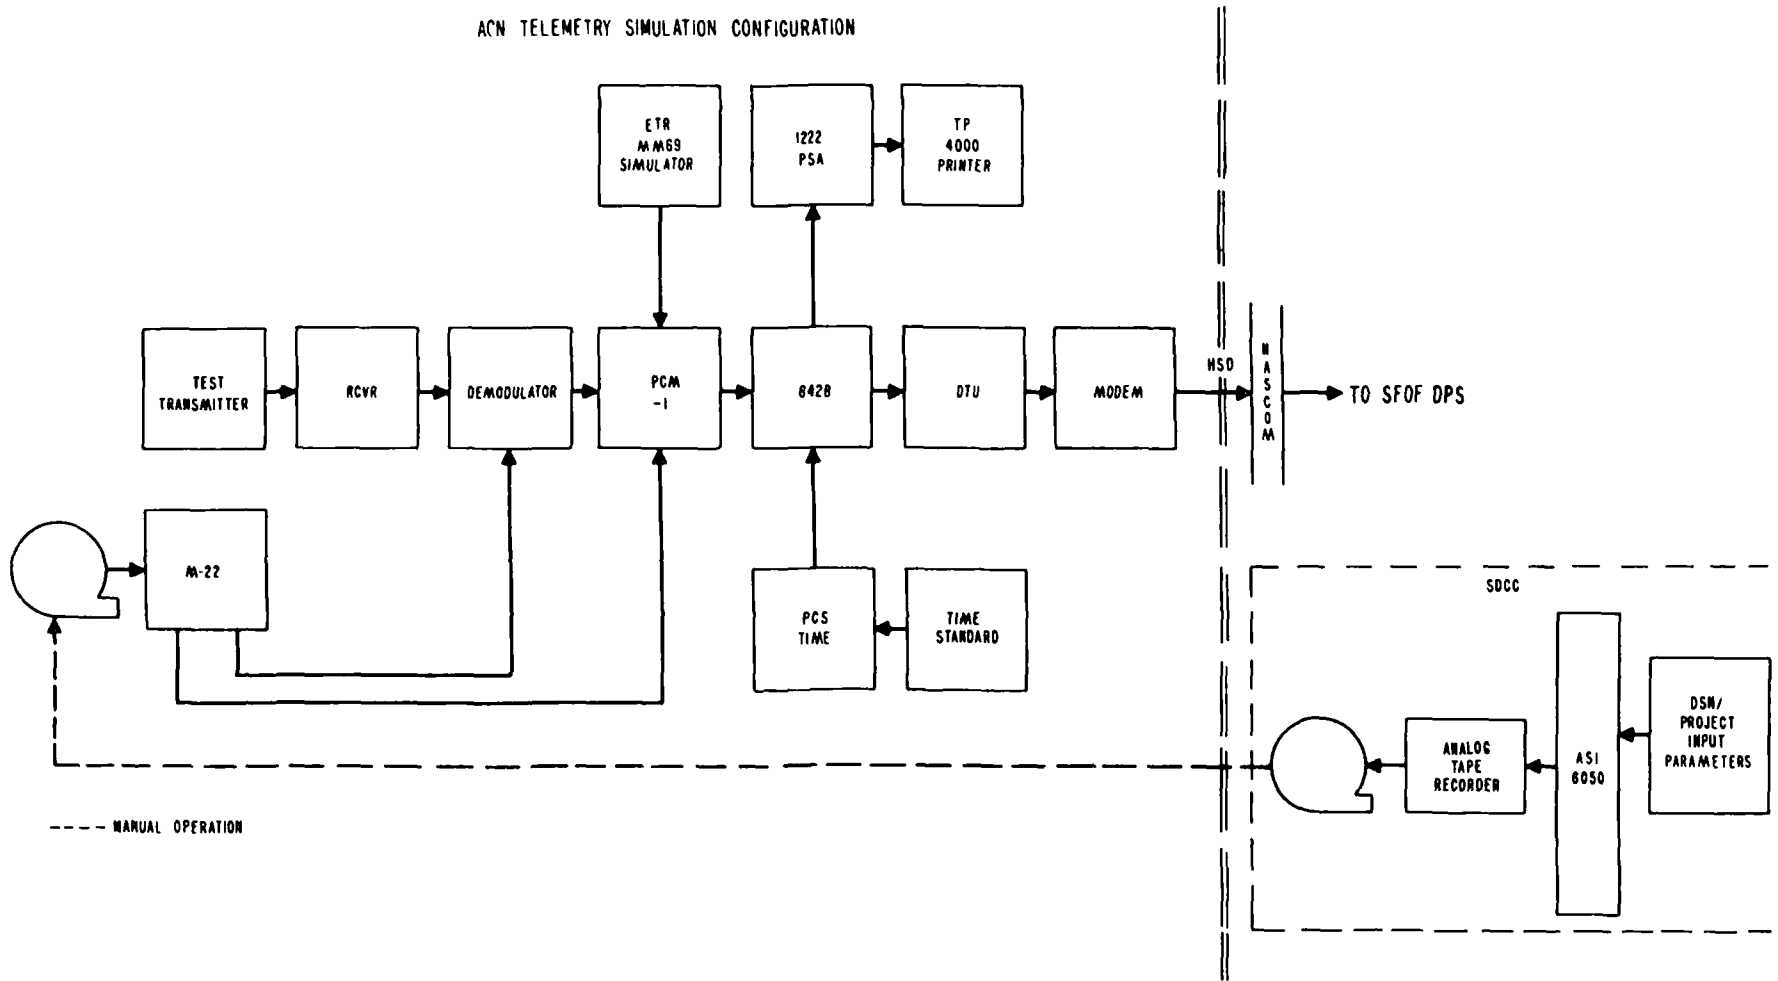 ACN TELEMETRY SIMULATION CONFIGURATION
ETR
MM69
SIMULATOR
1222
PSA
TP
4000
PRINTER
TEST
TRANSMITTER
RCVR
DEMODULATOR
PCM
-1
642B
DTU
MODEM
HSD
NASCOM
TO SFOF DPS
M-22
PCS
TIME
TIME
STANDARD
SDCC
ANALOG
TAPE
RECORDER
ASI
6050
DSN/
PROJECT
INPUT
PARAMETERS
---- MANUAL OPERATION